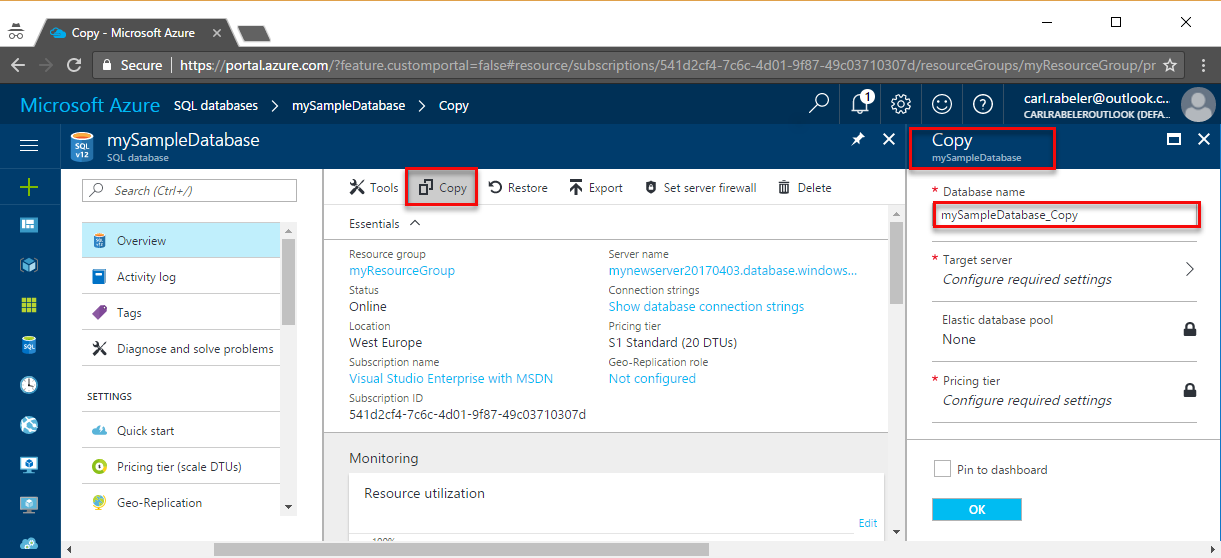 Copy - Microsoft Azure
Secure https://portal.azure.com/?feature.customportal=false#resource/subscriptions/541d2cf4-7c6c-4d01-9f87-49c03710307d/resourceGroups/myResourceGroup/pr
Microsoft Azure SQL databases > mySampleDatabase > Copy
1
carl.rabeler@outlook.c...
CARLRABELEROUTLOOK (DEFA...
SQL
v12
mySampleDatabase
SQL database
Search (Ctrl+/)
Overview
Activity log
Tags
Diagnose and solve problems
SETTINGS
Quick start
Pricing tier (scale DTUs)
Geo-Replication
Tools Copy Restore Export Set server firewall Delete
Essentials
Resource group
myResourceGroup
Status
Online
Location
West Europe
Subscription name
Visual Studio Enterprise with MSDN
Subscription ID
541d2cf4-7c6c-4d01-9f87-49c03710307d
Server name
mynewserver20170403.database.windows...
Connection strings
Show database connection strings
Pricing tier
S1 Standard (20 DTUs)
Geo-Replication role
Not configured
Monitoring
Resource utilization
Edit
100%
Copy
mySampleDatabase
* Database name
mySampleDatabase_Copy
* Target server
Configure required settings
Elastic database pool
None
* Pricing tier
Configure required settings
Pin to dashboard
OK